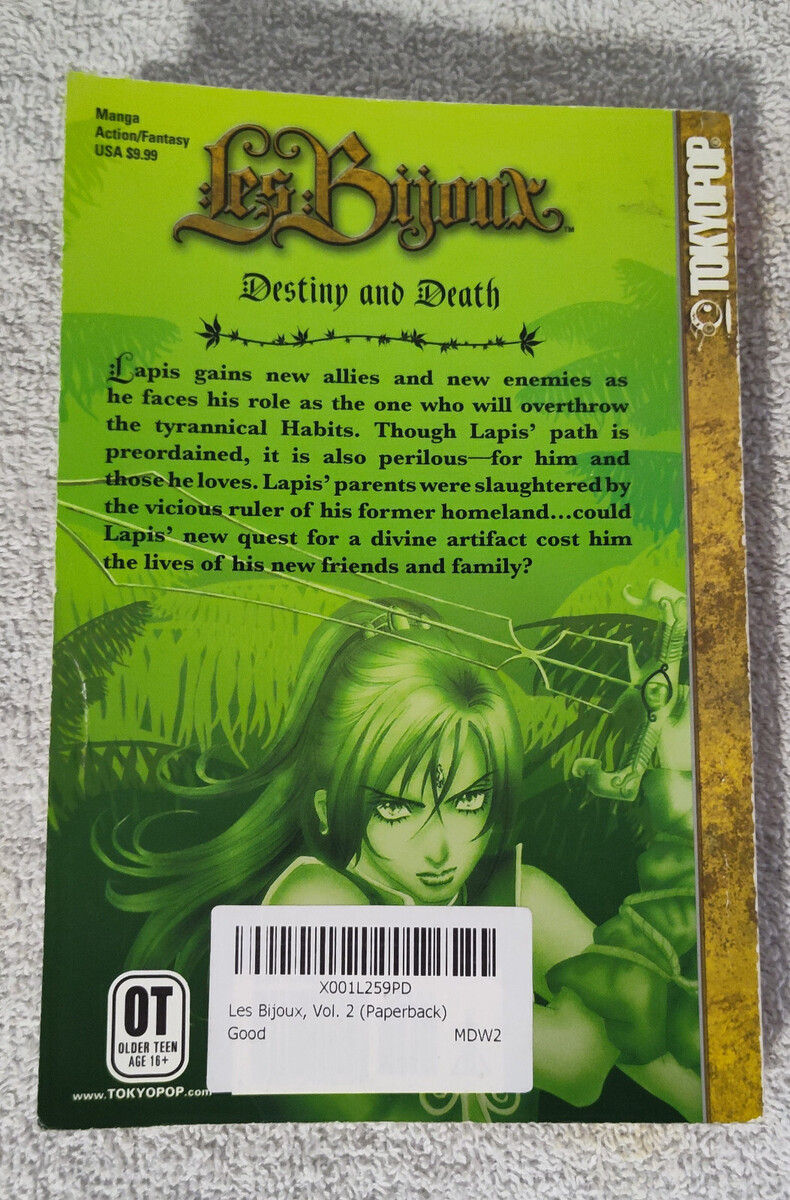 Manga
Action/Fantasy
USA $9.99
Les Bijoux™
Destiny and Death
Lapis gains new allies and new enemies as
he faces his role as the one who will overthrow
the tyrannical Habits. Though Lapis' path is
preordained, it is also perilous—for him and
those he loves. Lapis' parents were slaughtered by
the vicious ruler of his former homeland...could
Lapis' new quest for a divine artifact cost him
the lives of his new friends and family?
TOKYOPOP®
X001L259PD
Les Bijoux, Vol. 2 (Paperback)
Good
MDW2
OT
OLDER TEEN
AGE 16+
www.TOKYOPOP.com